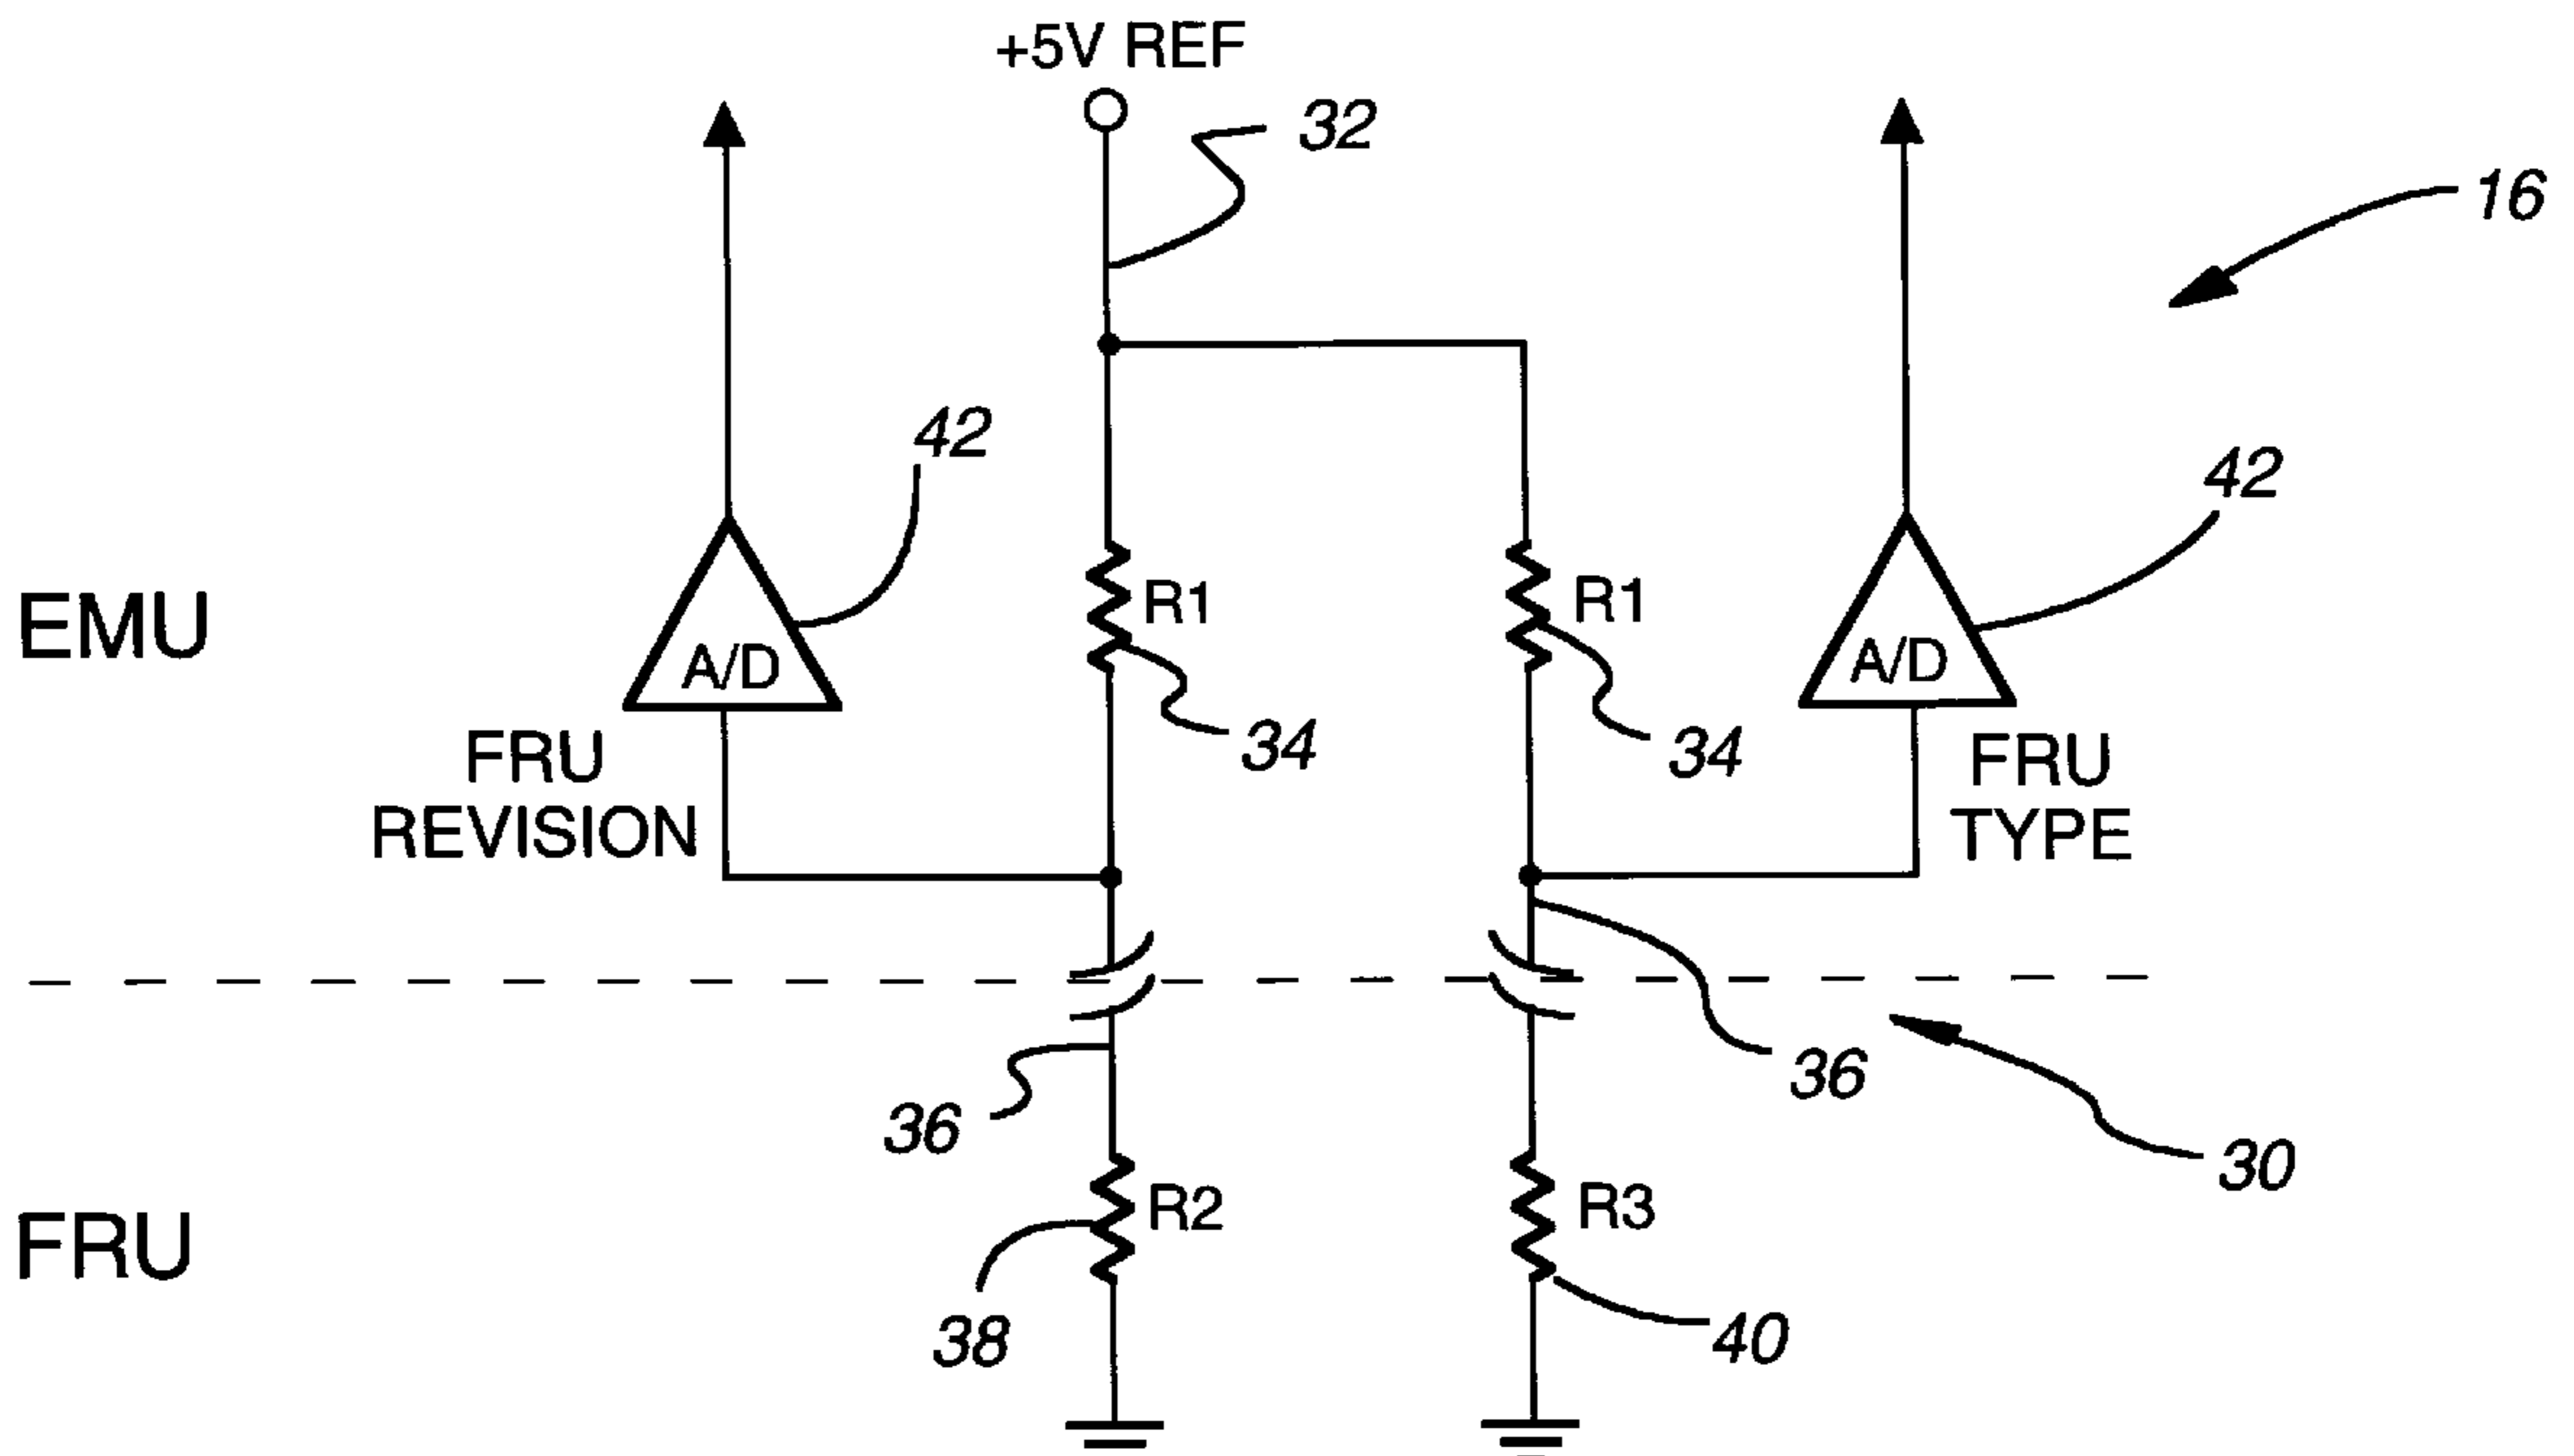 +5V REF
32
16
42
42
R1
R1
EMU
A/D
A/D
34
34
FRU
REVISION
FRU
TYPE
36
36
30
R2
R3
FRU
38
40